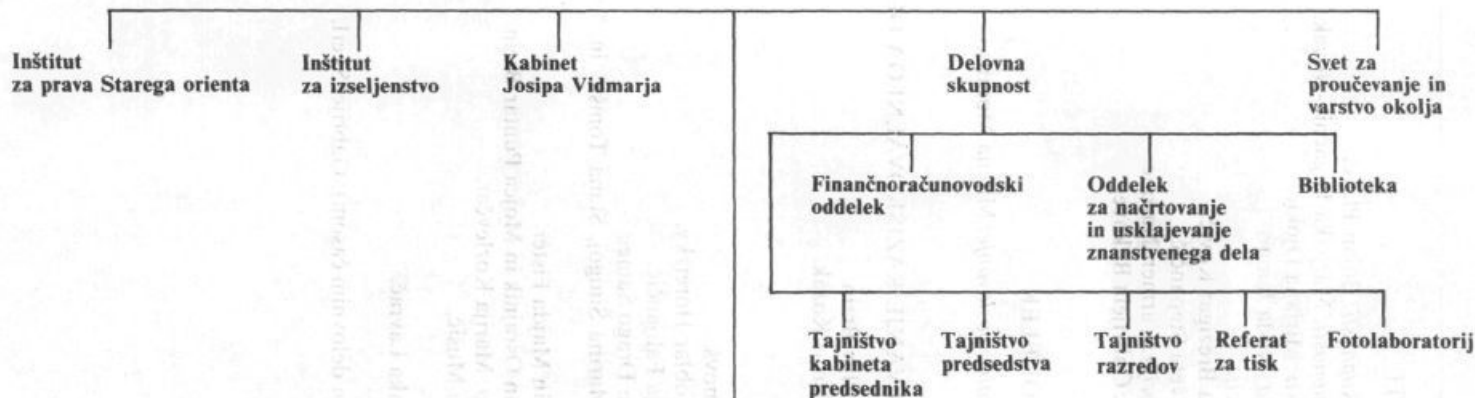 Inštitut
za prava Starega orienta
Inštitut
za izseljenstvo
Kabinet
Josipa Vidmarja
Delovna
skupnost
Svet za
proučevanje in
varstvo okolja
Finančnoračunovodski
oddelek
Oddelek
za načrtovanje
in usklajevanje
znanstvenega dela
Biblioteka
Tajništvo
kabineta
predsednika
Tajništvo
predsedstva
Tajništvo
razredov
Referat
za tisk
Fotolaboratorij